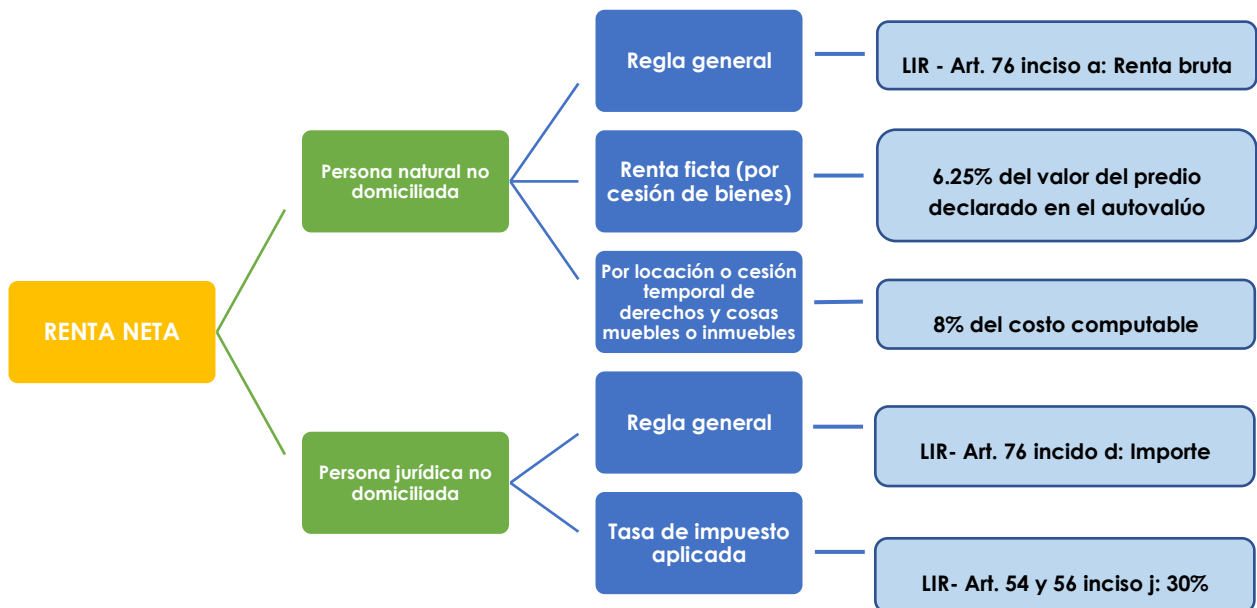 RENTA NETA
Persona natural no
domiciliada
Regla general
LIR - Art. 76 inciso a: Renta bruta
Renta ficta (por
cesión de bienes)
6.25% del valor del predio
declarado en el autovalúo
Por locación o cesión
temporal de
derechos y cosas
muebles o inmuebles
8% del costo computable
Persona jurídica no
domiciliada
Regla general
LIR- Art. 76 incido d: Importe
Tasa de impuesto
aplicada
LIR- Art. 54 y 56 inciso j: 30%